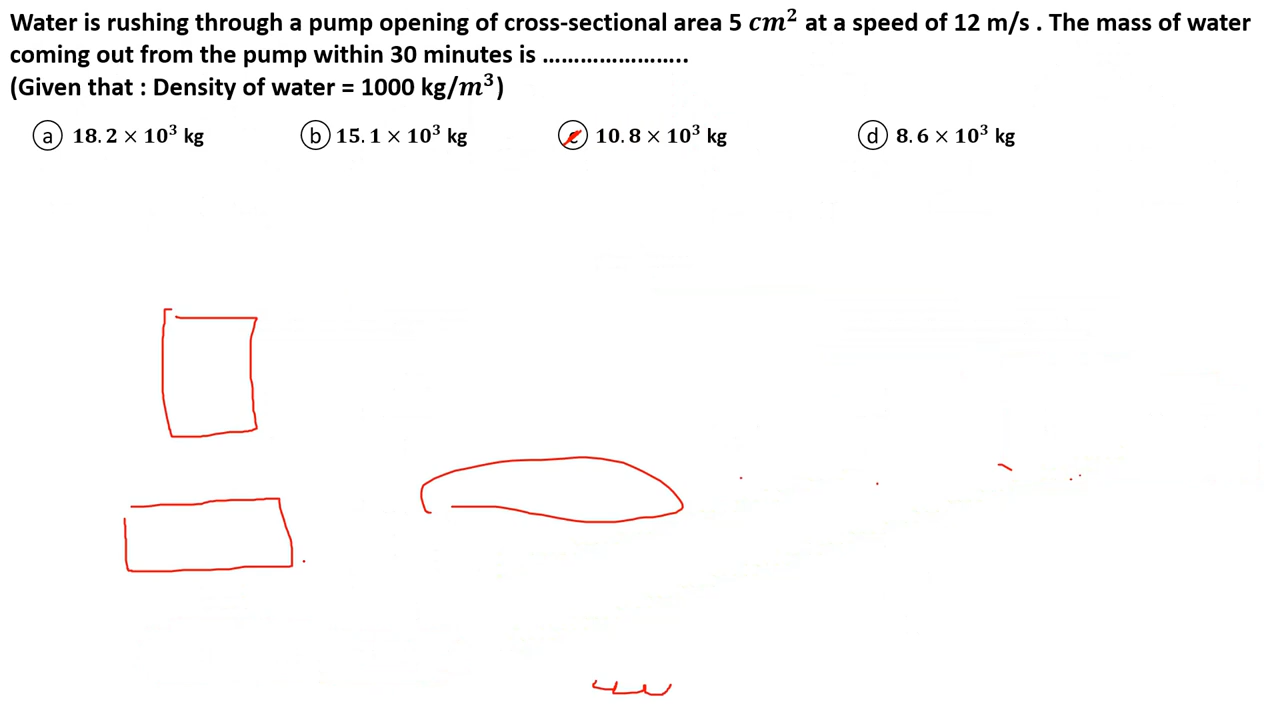 Water is rushing through a pump opening of cross-sectional area 5 𝒄𝒎² at a speed of 12 m/s . The mass of water
coming out from the pump within 30 minutes is .......................
(Given that : Density of water = 1000 kg/𝒎³)
a 18.2 × 10³ kg b 15.1 × 10³ kg c 10.8 × 10³ kg d 8.6 × 10³ kg